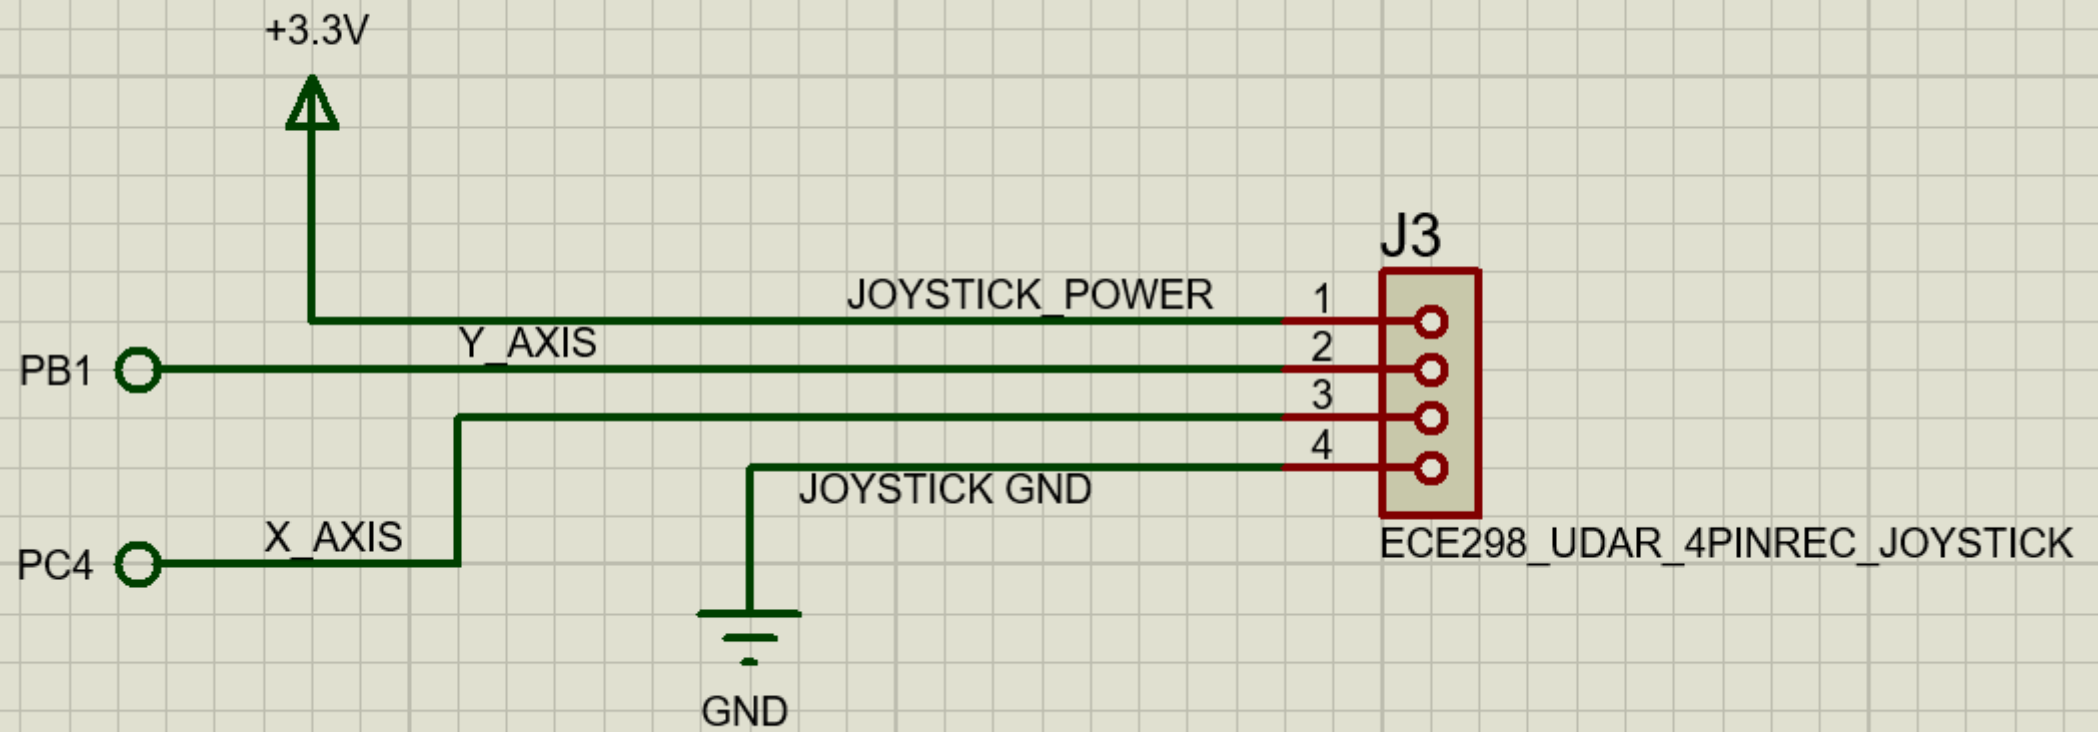 +3.3V
J3
JOYSTICK_POWER
1
Y_AXIS
2
PB1
3
4
JOYSTICK GND
X_AXIS
ECE298_UDAR_4PINREC_JOYSTICK
PC4
GND